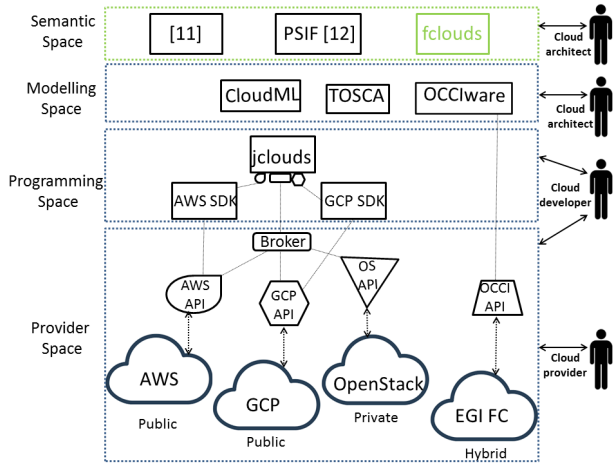 Semantic
Space
[11]
PSIF [12]
fclouds
Cloud
architect
Modelling
Space
CloudML
TOSCA
OCCIware
Cloud
architect
Programming
Space
jclouds
AWS SDK
GCP SDK
Cloud
developer
Broker
AWS
API
GCP
API
OS
API
OCCI
API
Provider
Space
AWS
Public
GCP
Public
OpenStack
Private
EGI FC
Hybrid
Cloud
provider